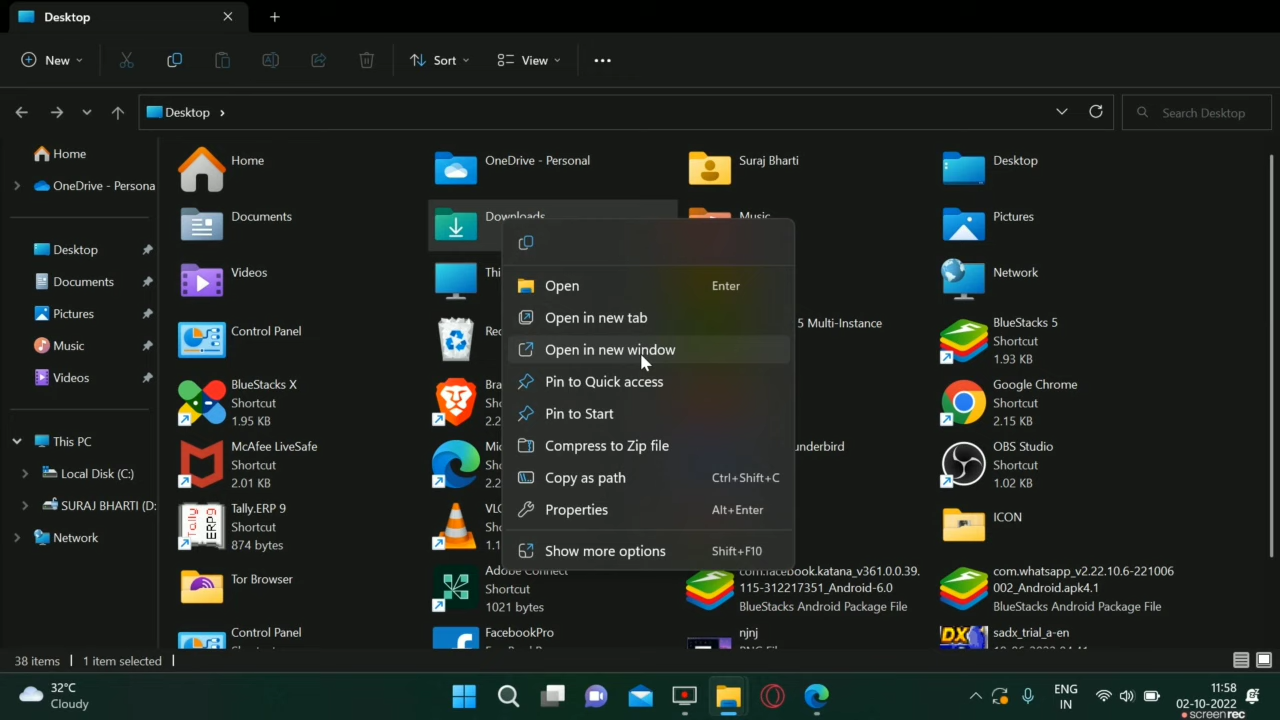 Desktop
New
Sort
View
Desktop
Search Desktop
Home
OneDrive - Persona
Desktop
Documents
Pictures
Music
Videos
This PC
Local Disk (C:)
SURAJ BHARTI (D:
Network
Home
OneDrive - Personal
Suraj Bharti
Desktop
Documents
Downloads
Music
Pictures
Videos
Thi
Network
Control Panel
Rec
5 Multi-Instance
BlueStacks 5
Shortcut
1.93 KB
BlueStacks X
Shortcut
1.95 KB
Bra
Sho
2.2
Google Chrome
Shortcut
2.15 KB
McAfee LiveSafe
Shortcut
2.01 KB
Mic
Sho
2.2
underbird
OBS Studio
Shortcut
1.02 KB
Tally.ERP 9
Shortcut
874 bytes
VLC
Sho
1.1
ICON
Tor Browser
Adobe Connect
Shortcut
1021 bytes
com.facebook.katana_v361.0.0.39.
115-312217351_Android-6.0
BlueStacks Android Package File
com.whatsapp_v2.22.10.6-221006
002_Android.apk4.1
BlueStacks Android Package File
Control Panel
FacebookPro
njnj
sadx_trial_a-en
Open Enter
Open in new tab
Open in new window
Pin to Quick access
Pin to Start
Compress to Zip file
Copy as path Ctrl+Shift+C
Properties Alt+Enter
Show more options Shift+F10
38 items
1 item selected
32°C
Cloudy
ENG
IN
11:58
02-10-2022
screenrec